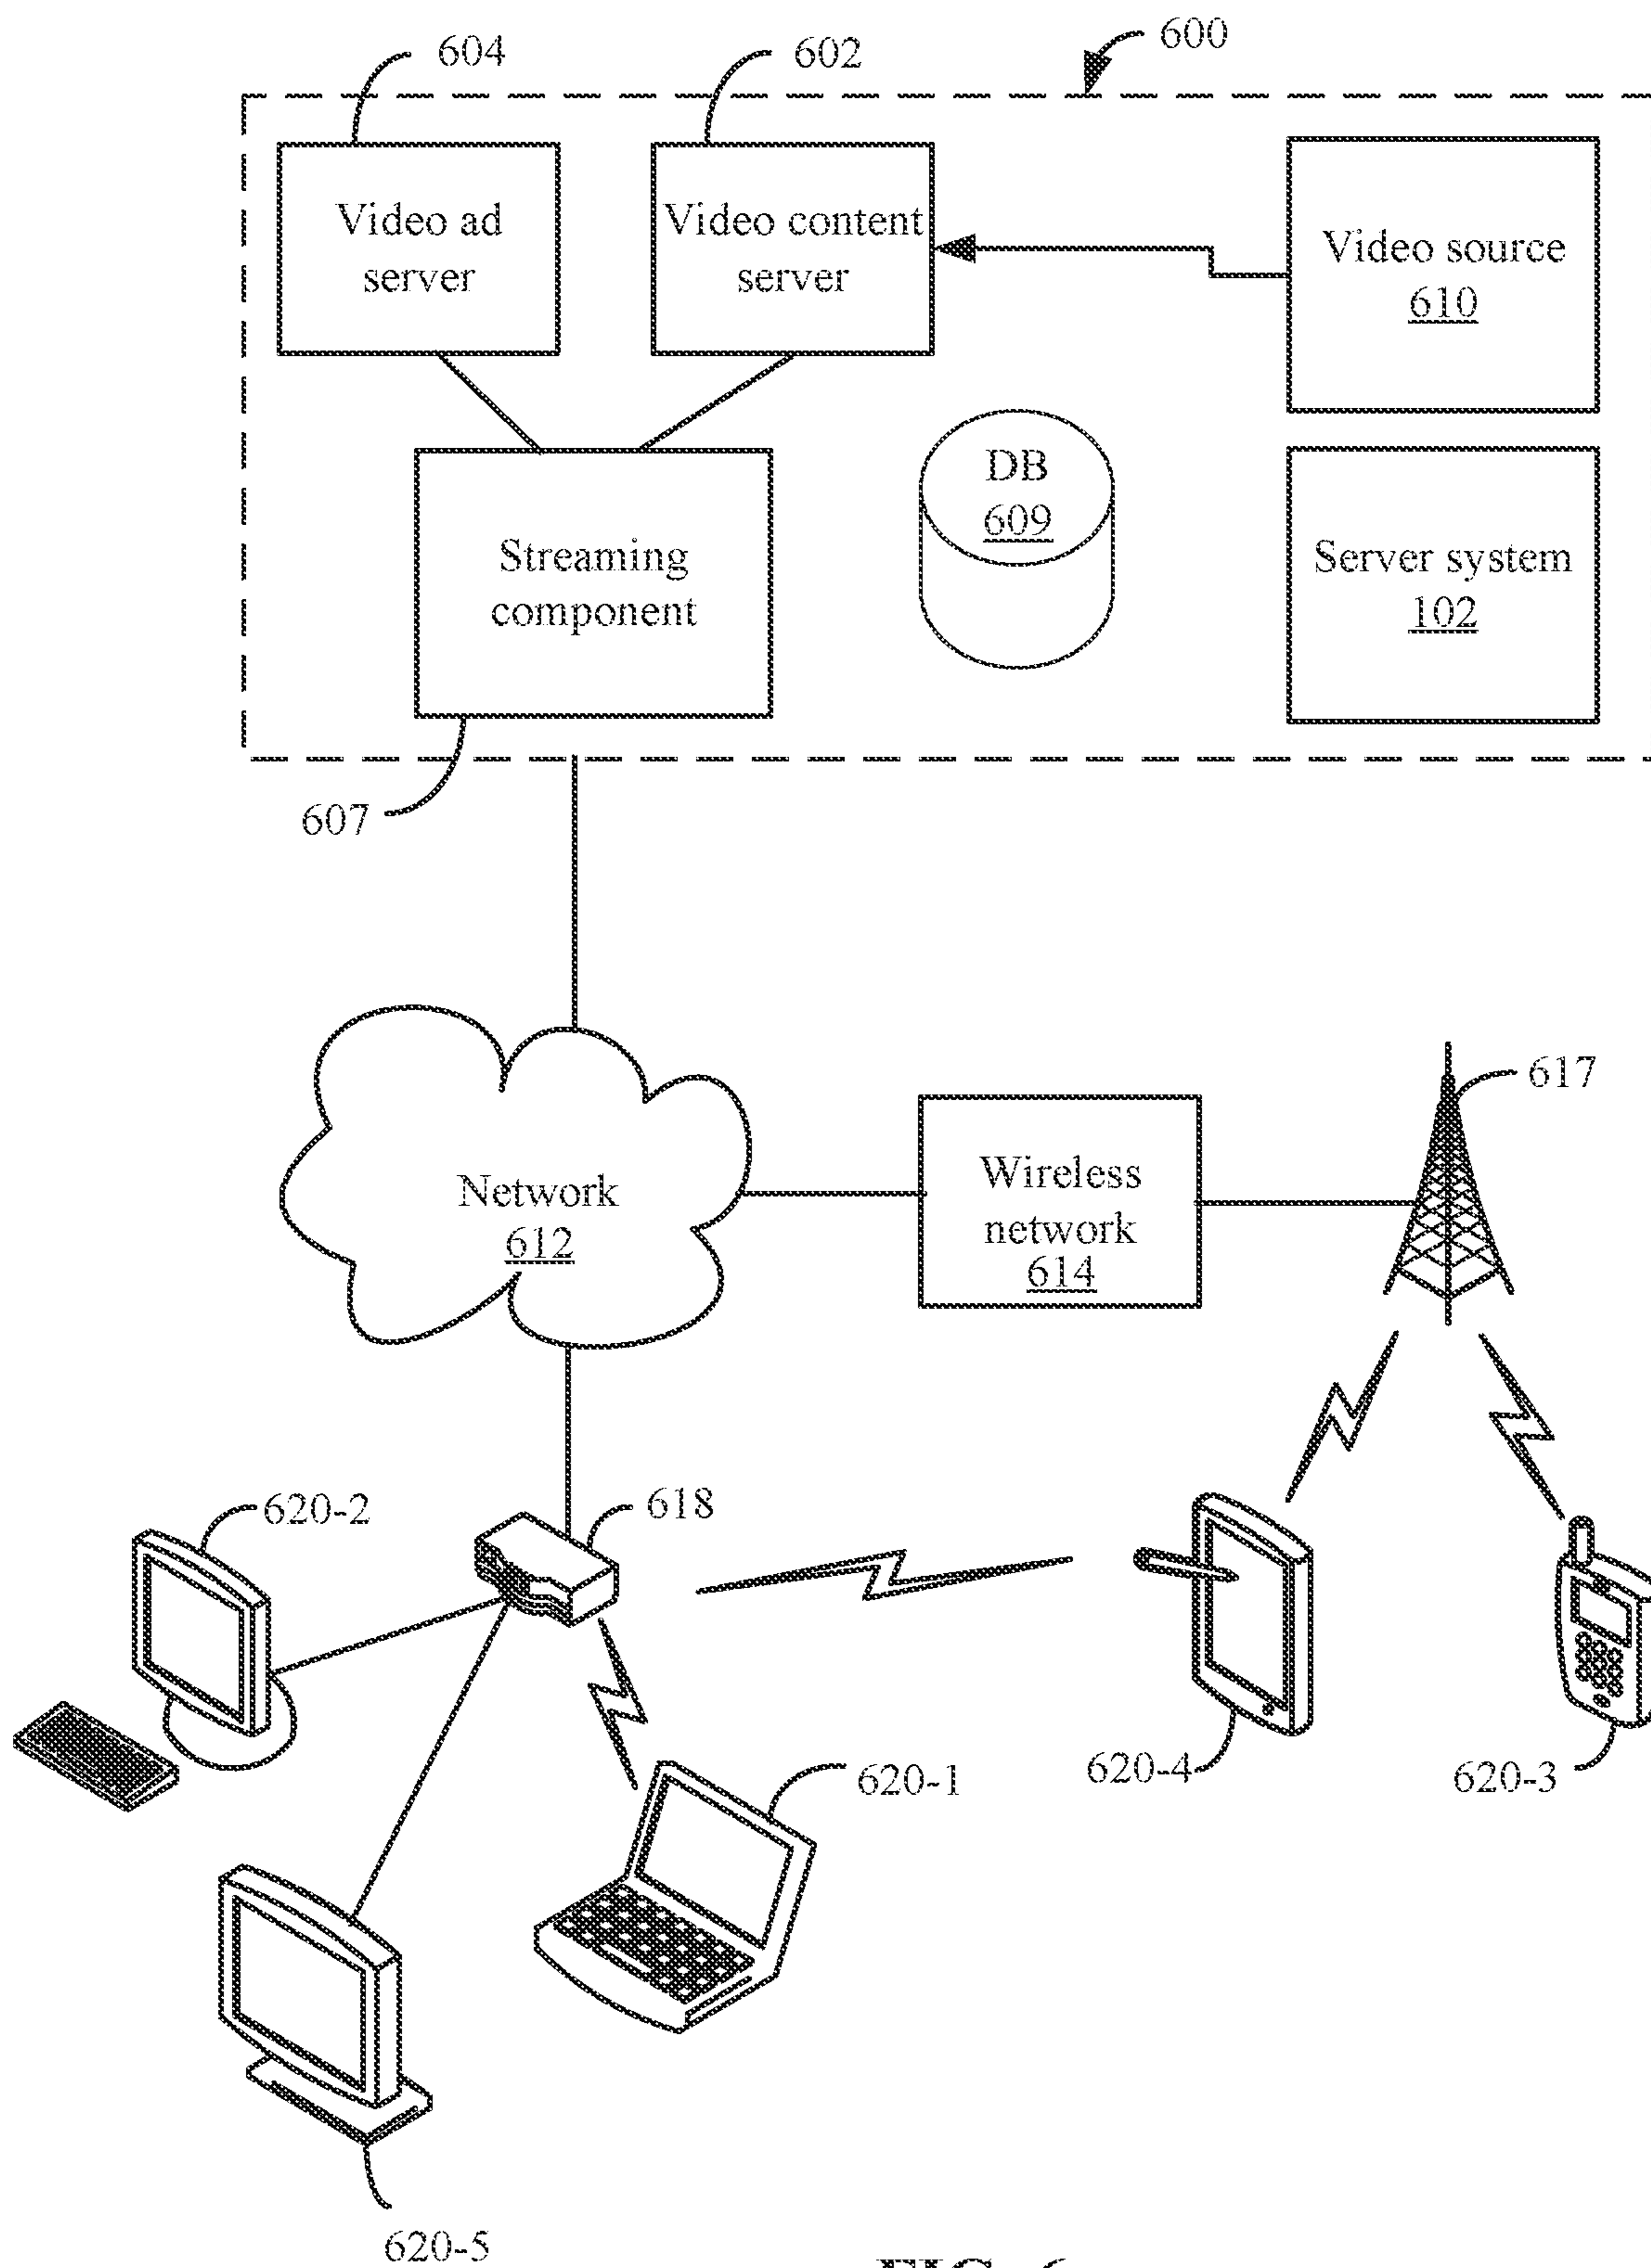 604
602
600
Video ad
server
Video content
server
Video source
610
DB
609
Streaming
component
Server system
102
607
617
Network
612
Wireless
network
614
620-2
618
620-1
620-4
620-3
620-5